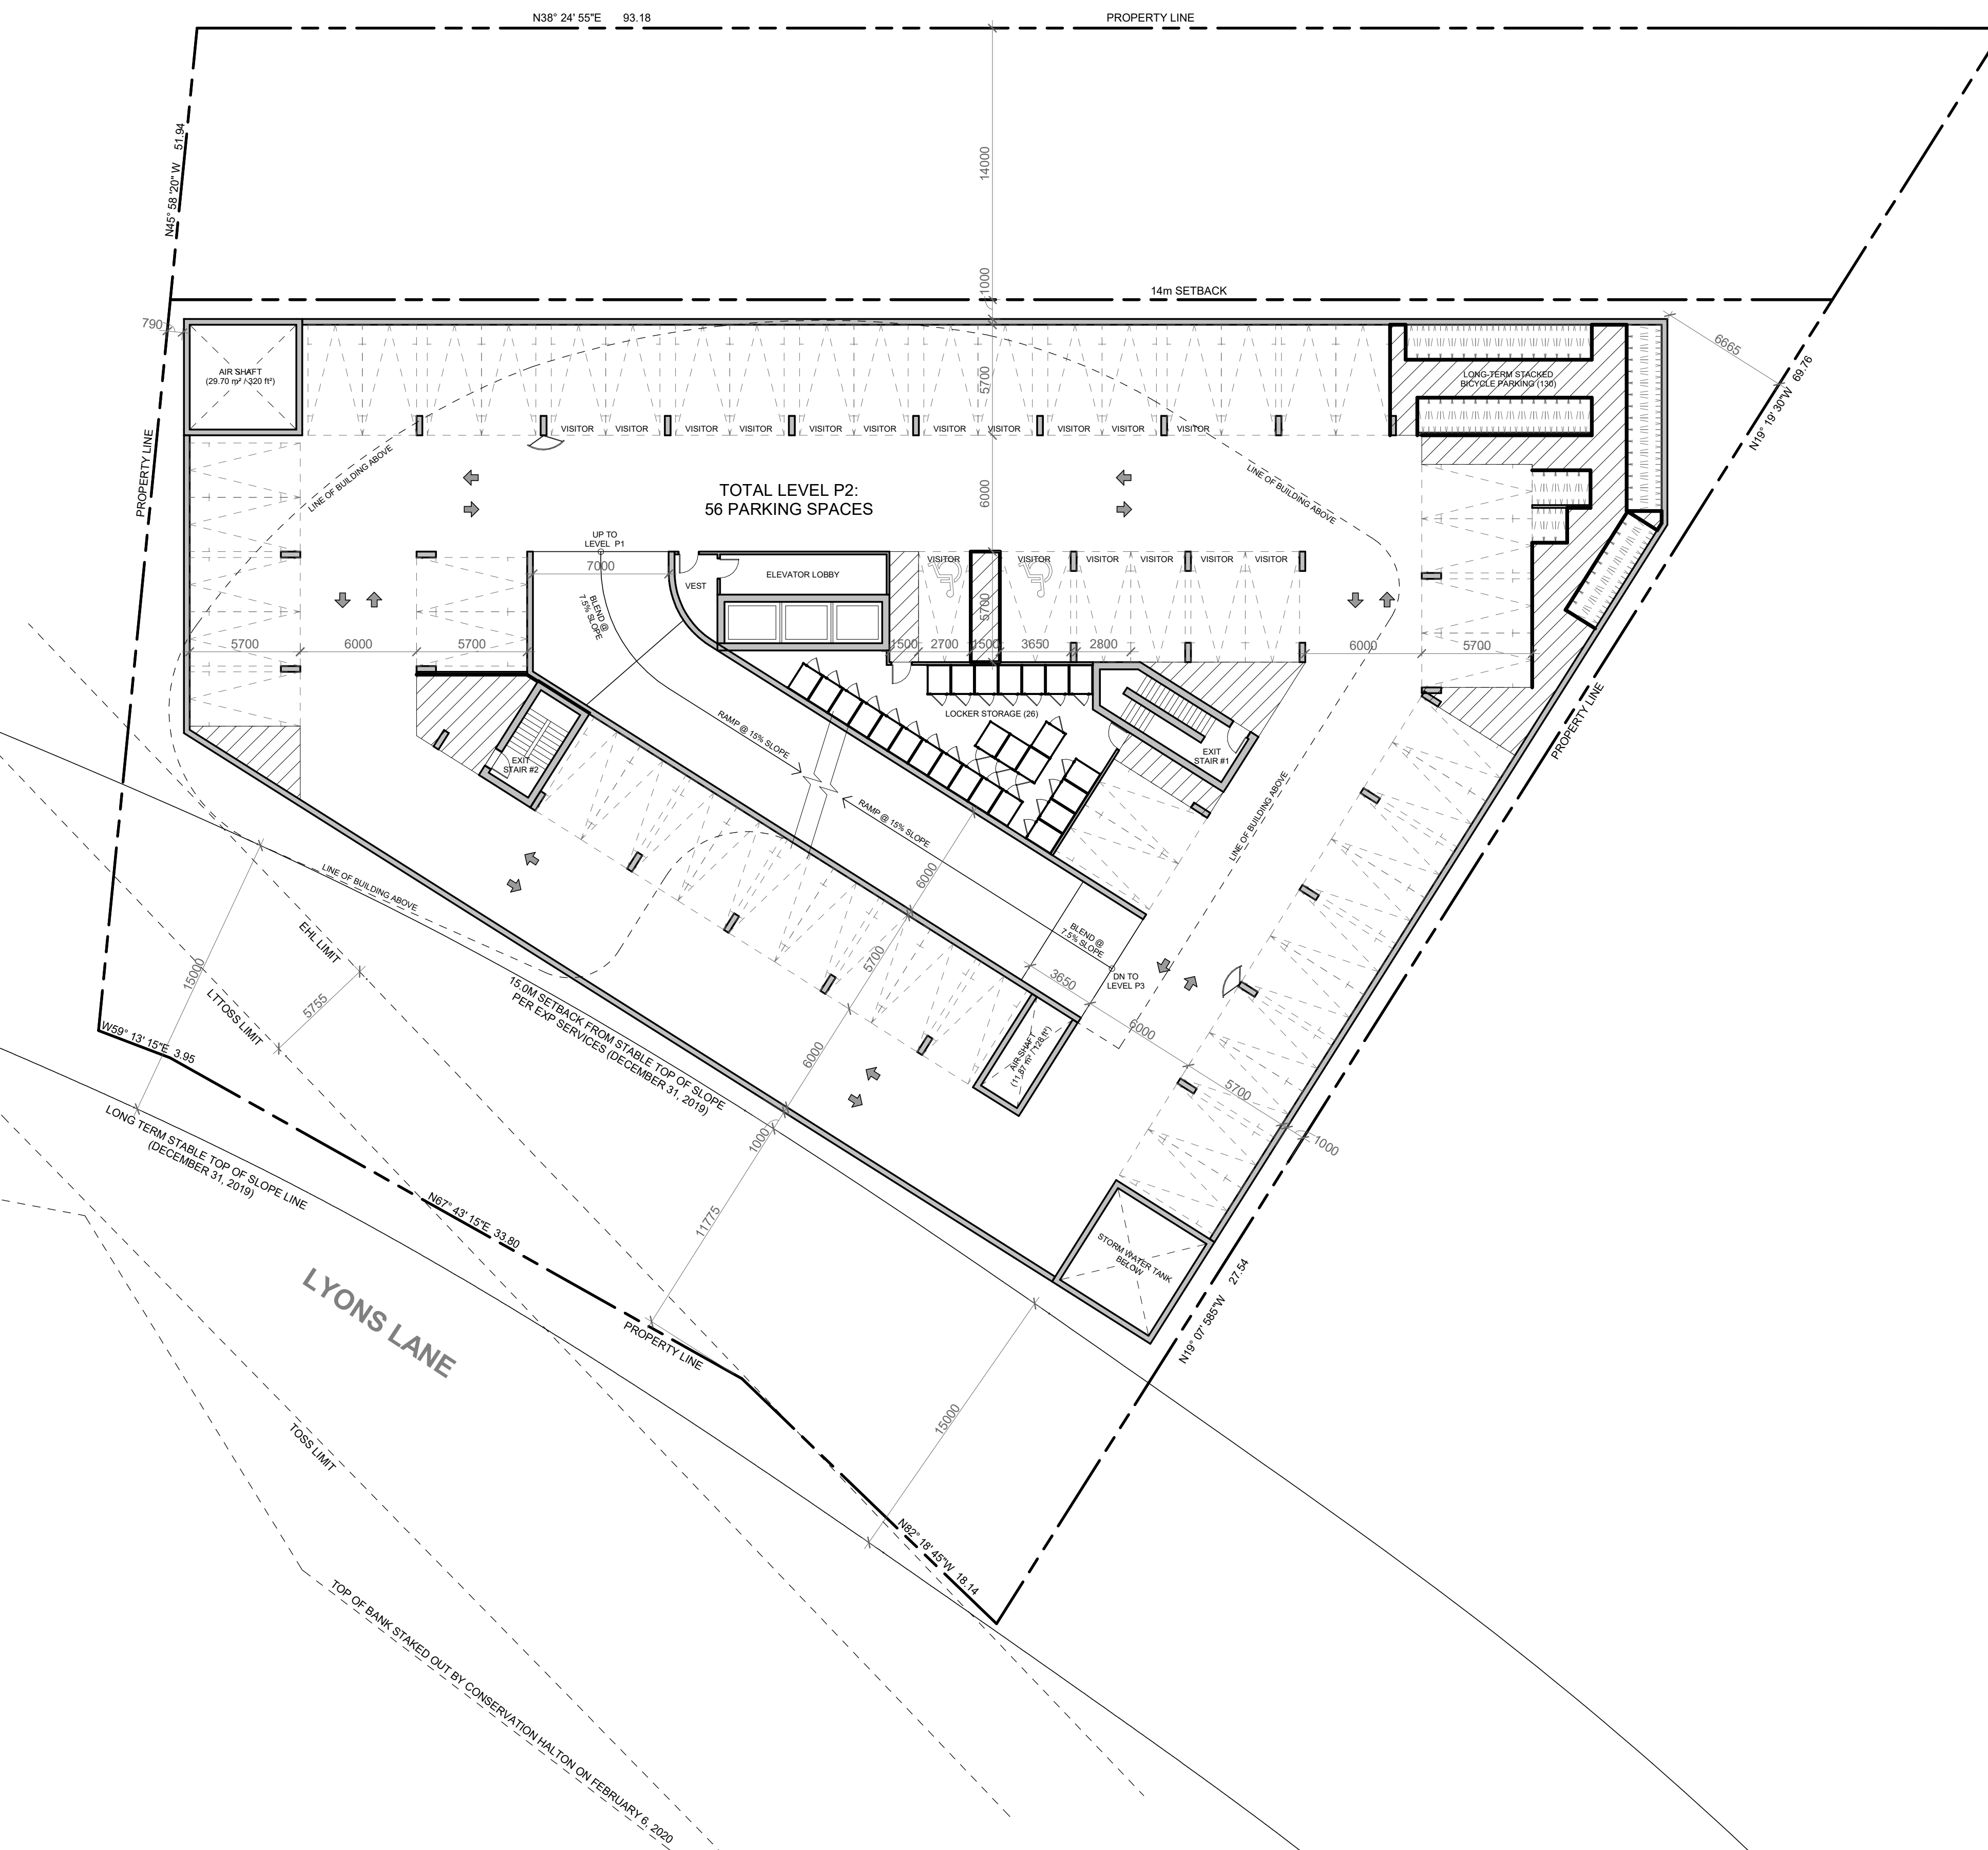 N38° 24' 55"E 93.18
PROPERTY LINE
N45° 58 '20" W 51.94
14000
1000
14m SETBACK
790
6665
N19° 19' 30"W 69.76
AIR SHAFT
(29.70 m² / 320 ft²)
5700
LONG-TERM STACKED
BICYCLE PARKING (130)
VISITOR
VISITOR
VISITOR
VISITOR
VISITOR
VISITOR
VISITOR
VISITOR
VISITOR
VISITOR
VISITOR
PROPERTY LINE
LINE OF BUILDING ABOVE
LINE OF BUILDING ABOVE
TOTAL LEVEL P2:
56 PARKING SPACES
6000
UP TO
LEVEL P1
7000
VEST
ELEVATOR LOBBY
BLEND @
7.5% SLOPE
VISITOR
VISITOR
VISITOR
VISITOR
VISITOR
VISITOR
5700
5700
6000
5700
1500
2700
1500
3650
2800
6000
5700
LOCKER STORAGE (26)
RAMP @ 15% SLOPE
RAMP @ 15% SLOPE
EXIT
STAIR #2
EXIT
STAIR #1
PROPERTY LINE
LINE OF BUILDING ABOVE
LINE OF BUILDING ABOVE
6000
5700
BLEND @
7.5% SLOPE
3650
DN TO
LEVEL P3
6000
5700
1000
AIR SHAFT
(11.87 m² / 128 ft²)
EHL LIMIT
15000
5755
LTTOSS LIMIT
15.0M SETBACK FROM STABLE TOP OF SLOPE
PER EXP SERVICES (DECEMBER 31, 2019)
6000
1000
W59° 13' 15"E 3.95
LONG TERM STABLE TOP OF SLOPE LINE
(DECEMBER 31, 2019)
N67° 43' 15"E 33.80
11775
STORM WATER TANK
BELOW
N19° 07' 585"W 27.54
LYONS LANE
PROPERTY LINE
15000
TOSS LIMIT
N82° 18' 45"W 18.14
TOP OF BANK STAKED OUT BY CONSERVATION HALTON ON FEBRUARY 6, 2020